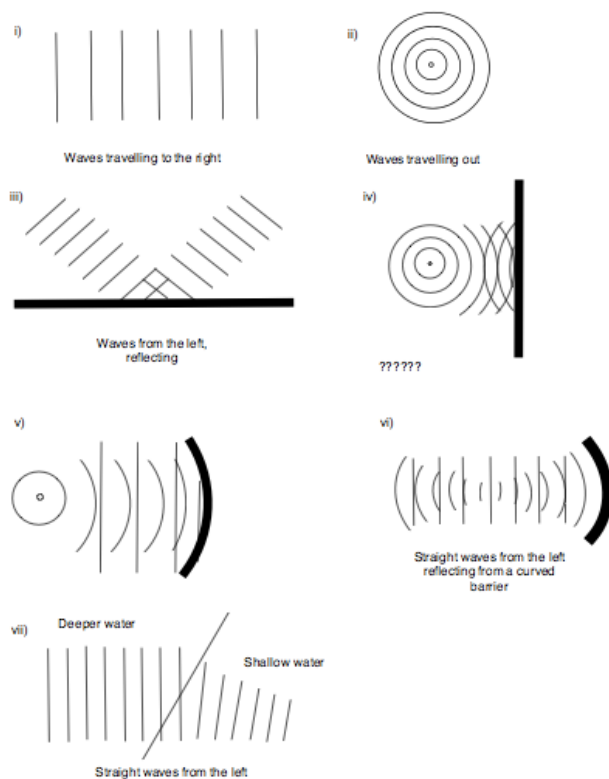 i)
ii)
Waves travelling to the right
Waves travelling out
iii)
iv)
Waves from the left,
reflecting
??????
v)
vi)
Straight waves from the left
reflecting from a curved
barrier
vii)
Deeper water
Shallow water
Straight waves from the left